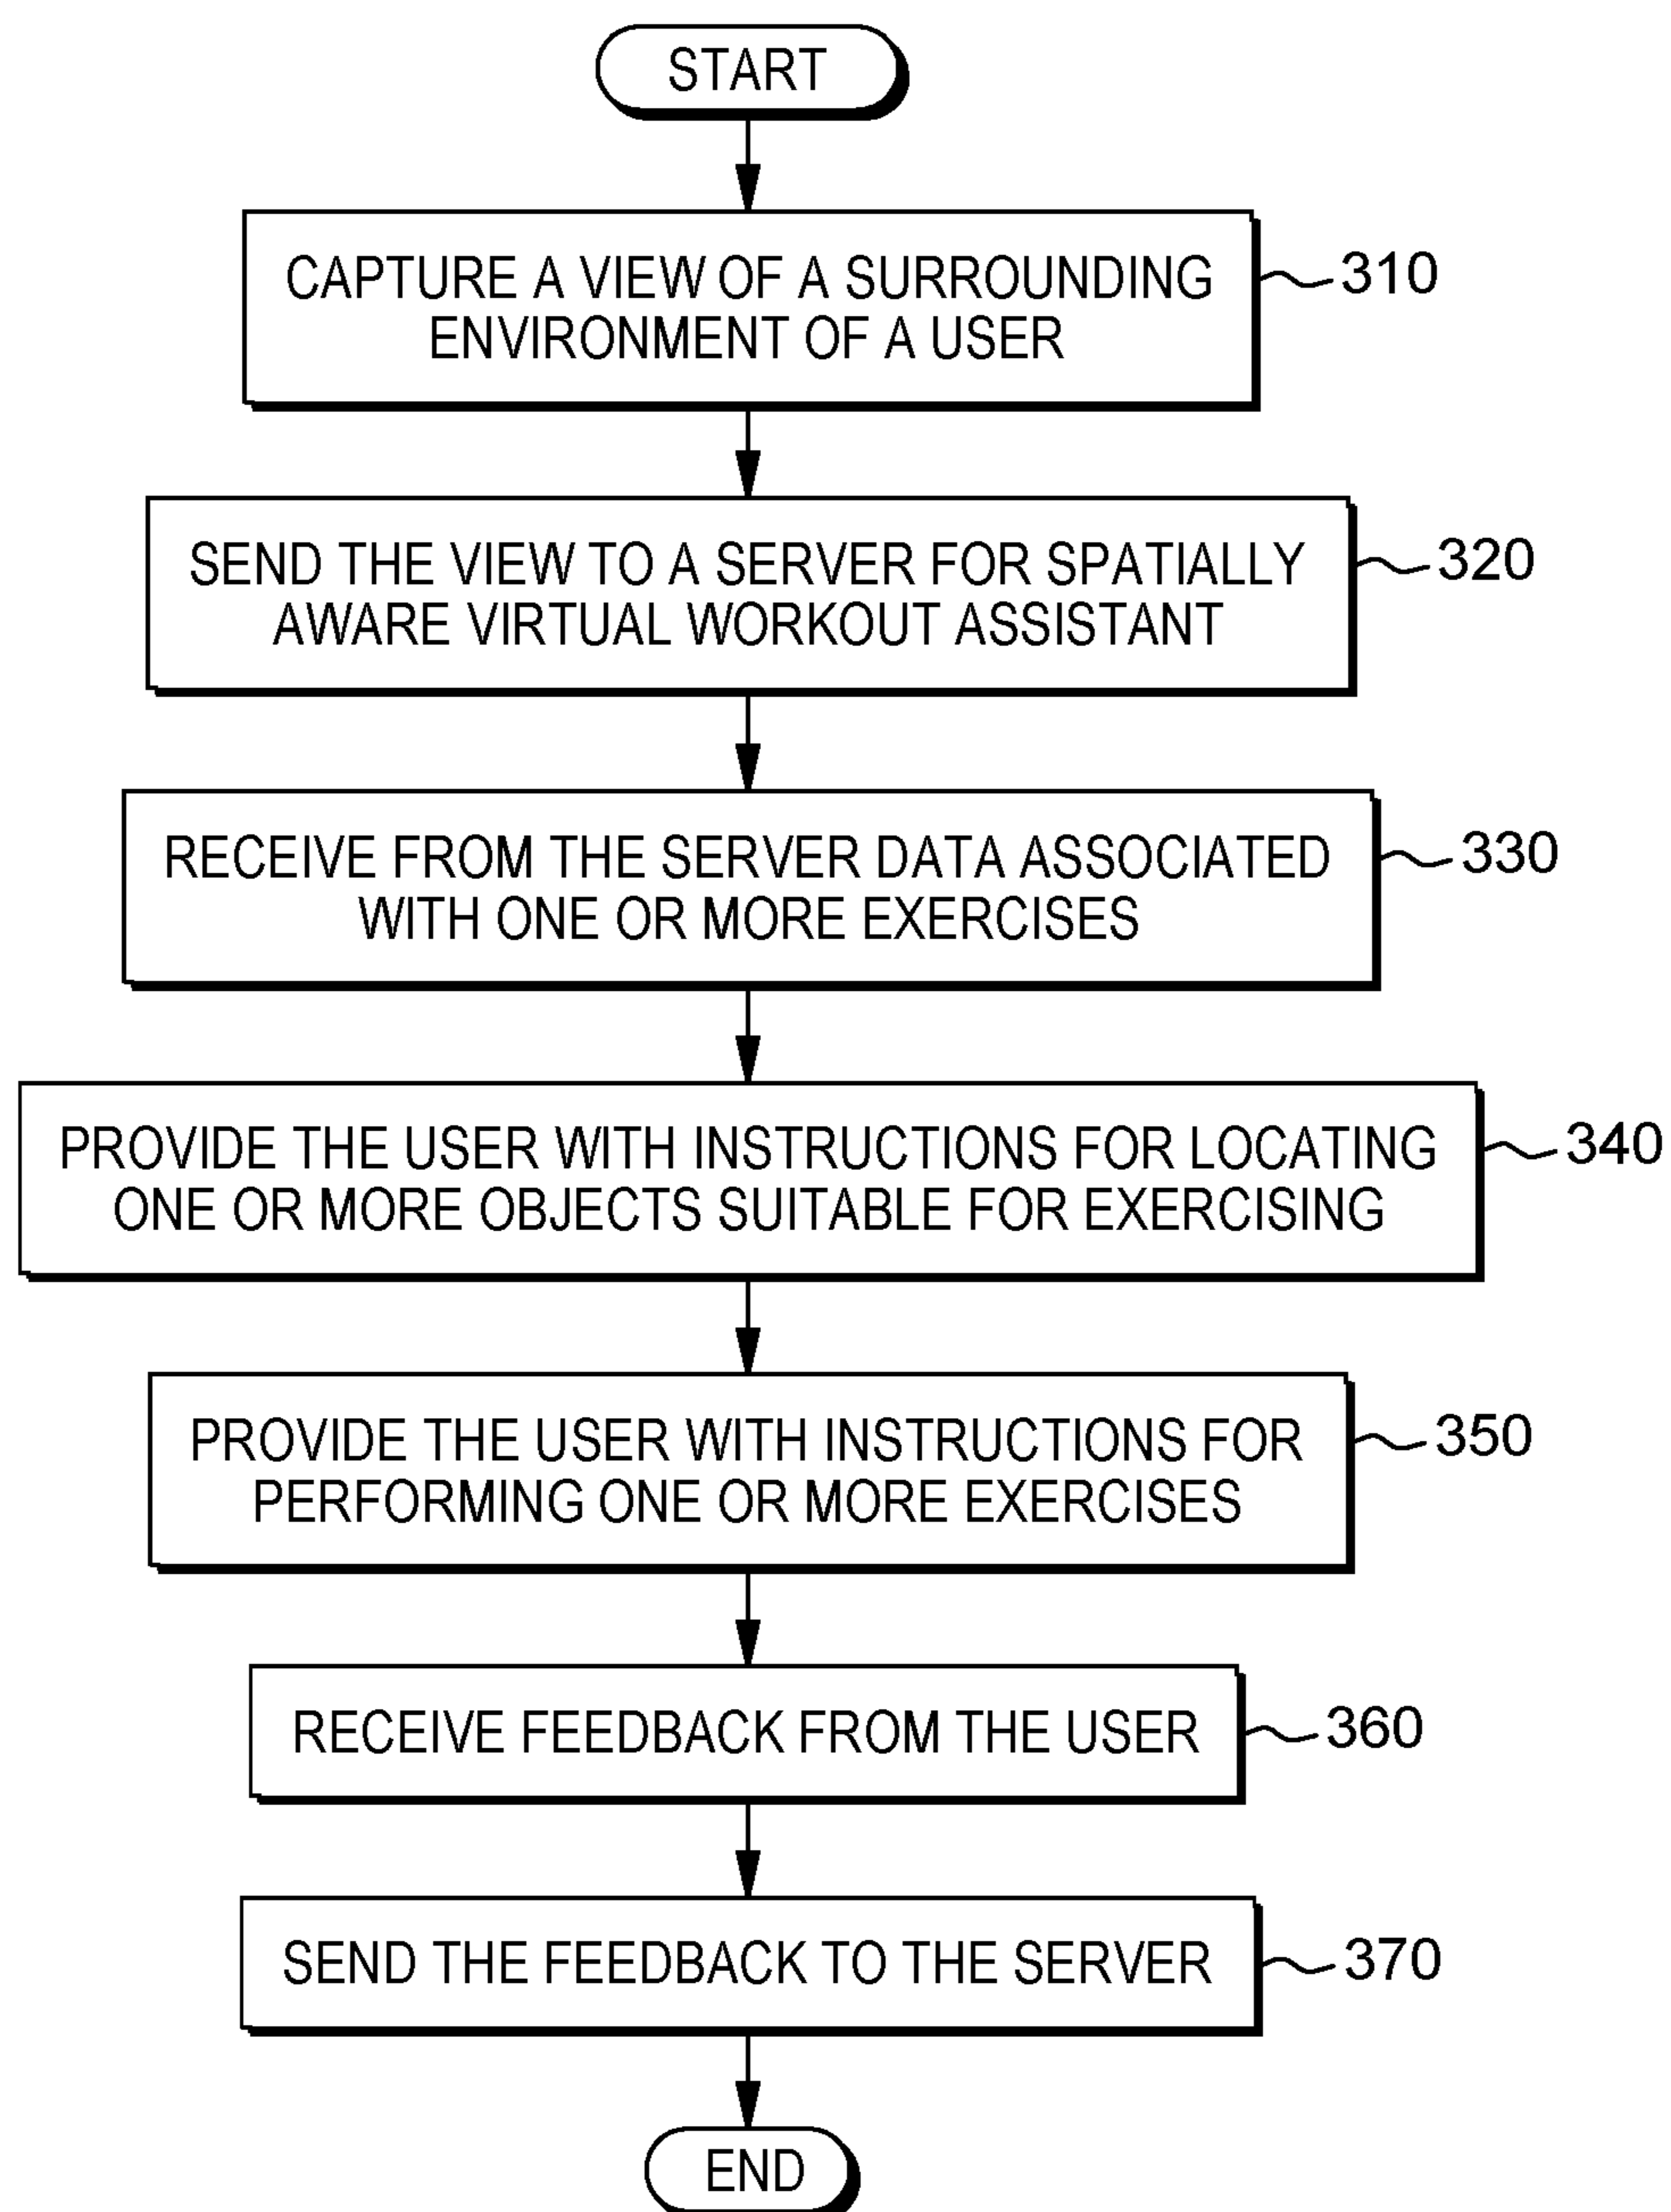 START
CAPTURE A VIEW OF A SURROUNDING
ENVIRONMENT OF A USER
310
SEND THE VIEW TO A SERVER FOR SPATIALLY
AWARE VIRTUAL WORKOUT ASSISTANT
320
RECEIVE FROM THE SERVER DATA ASSOCIATED
WITH ONE OR MORE EXERCISES
330
PROVIDE THE USER WITH INSTRUCTIONS FOR LOCATING
ONE OR MORE OBJECTS SUITABLE FOR EXERCISING
340
PROVIDE THE USER WITH INSTRUCTIONS FOR
PERFORMING ONE OR MORE EXERCISES
350
RECEIVE FEEDBACK FROM THE USER
360
SEND THE FEEDBACK TO THE SERVER
370
END